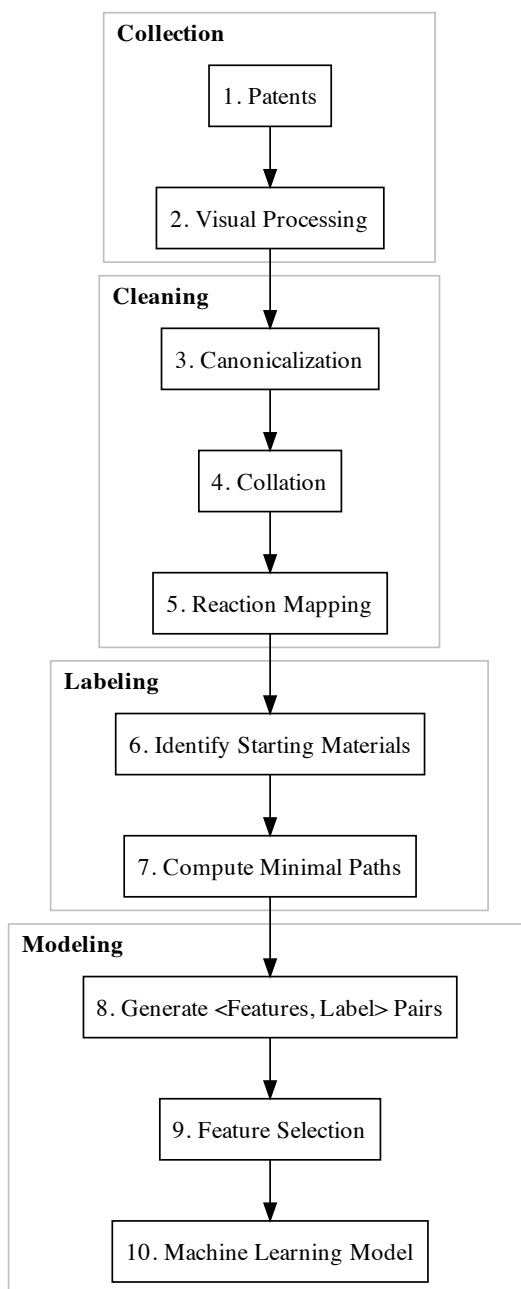 Collection
1. Patents
2. Visual Processing
Cleaning
3. Canonicalization
4. Collation
5. Reaction Mapping
Labeling
6. Identify Starting Materials
7. Compute Minimal Paths
Modeling
8. Generate <Features, Label> Pairs
9. Feature Selection
10. Machine Learning Model